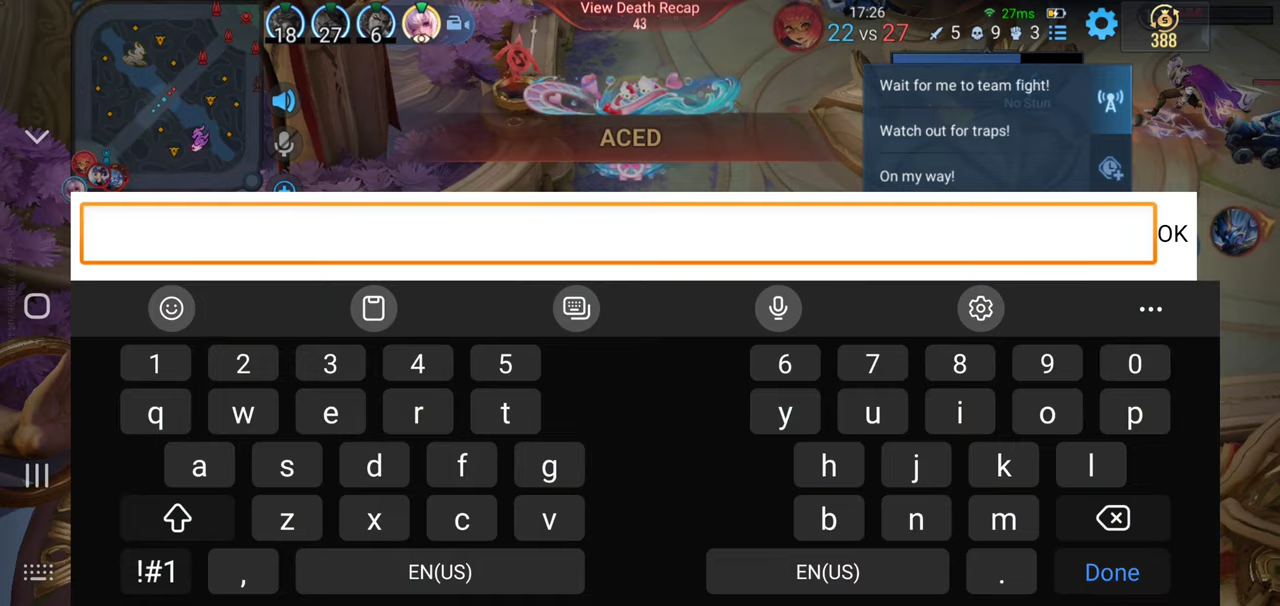 View Death Recap
43
17:26
27ms
22 vs 27
5
9
3
388
18
27
6
ACED
Wait for me to team fight!
No Stun
Watch out for traps!
On my way!
OK
1 2 3 4 5 6 7 8 9 0
q w e r t y u i o p
a s d f g h j k l
z x c v b n m
!#1 , EN(US) EN(US) . Done